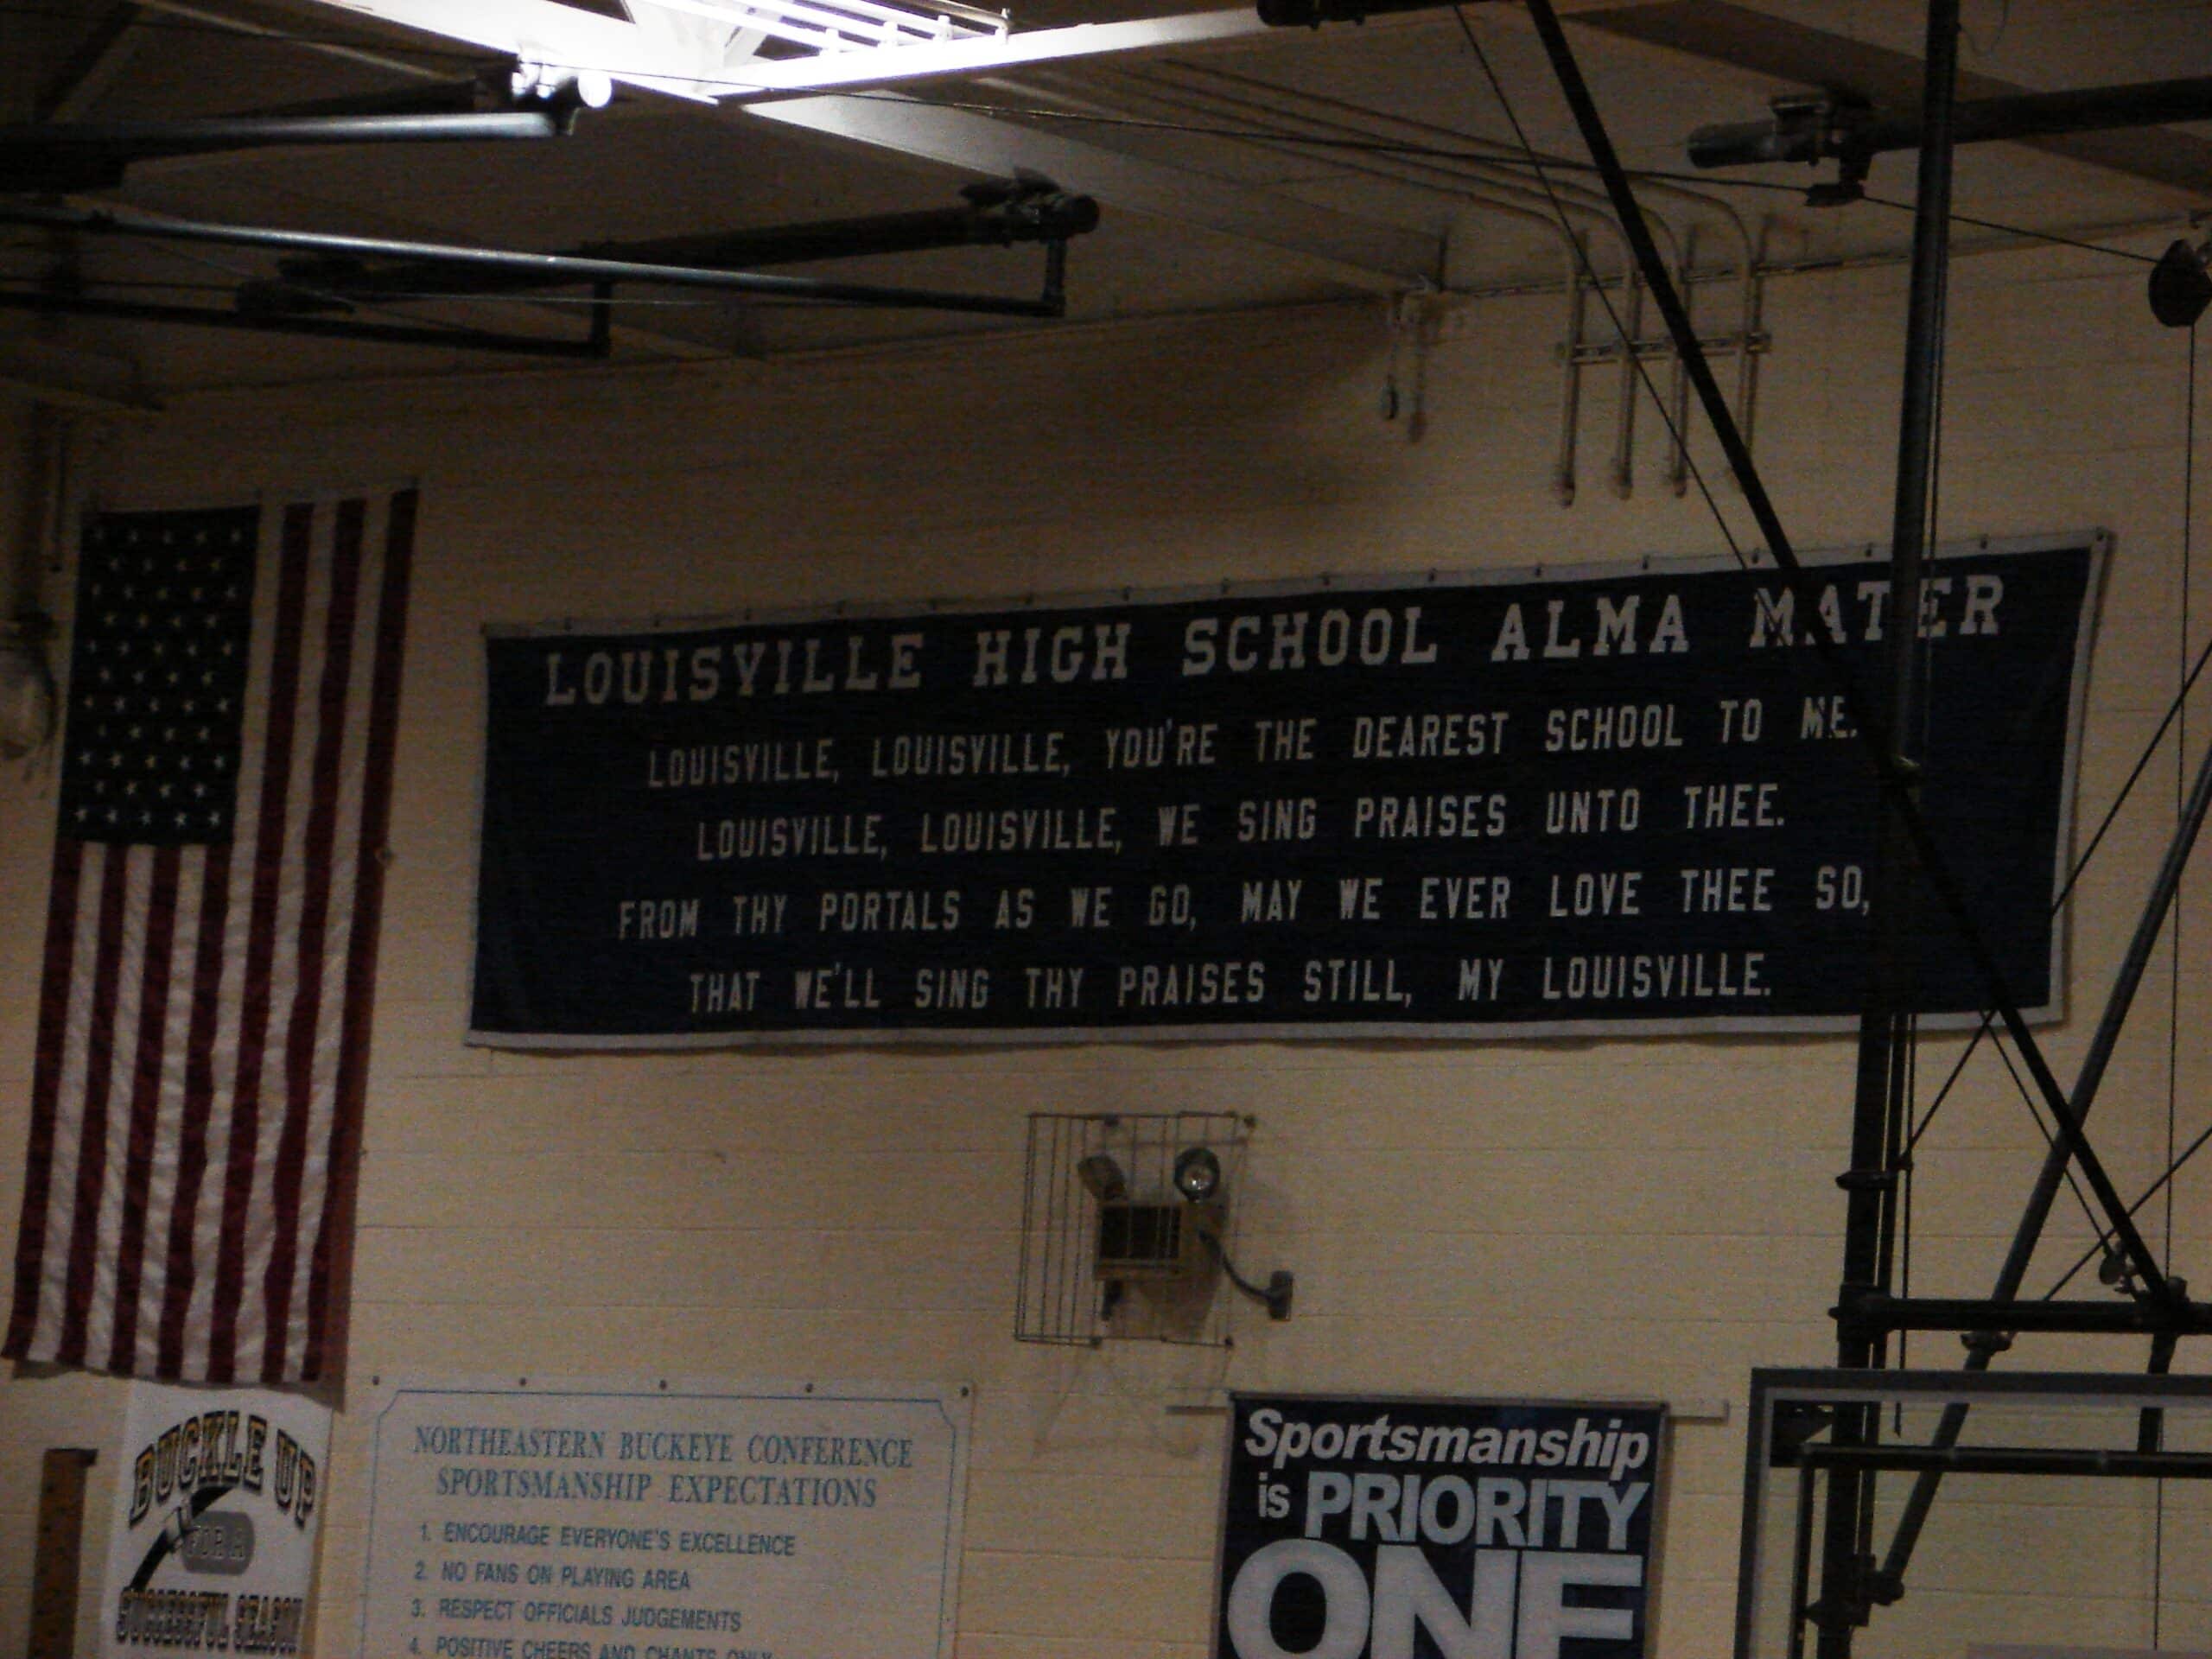 LOUISVILLE HIGH SCHOOL ALMA MATER
LOUISVILLE, LOUISVILLE, YOU'RE THE DEAREST SCHOOL TO ME.
LOUISVILLE, LOUISVILLE, WE SING PRAISES UNTO THEE.
FROM THY PORTALS AS WE GO, MAY WE EVER LOVE THEE SO,
THAT WE'LL SING THY PRAISES STILL, MY LOUISVILLE.
BUCKLE UP
FOR A
SUCCESSFUL SEASON
NORTHEASTERN BUCKEYE CONFERENCE
SPORTSMANSHIP EXPECTATIONS
1. ENCOURAGE EVERYONE'S EXCELLENCE
2. NO FANS ON PLAYING AREA
3. RESPECT OFFICIALS JUDGEMENTS
4. POSITIVE CHEERS AND CHANTS ONLY
Sportsmanship
is PRIORITY
ONE